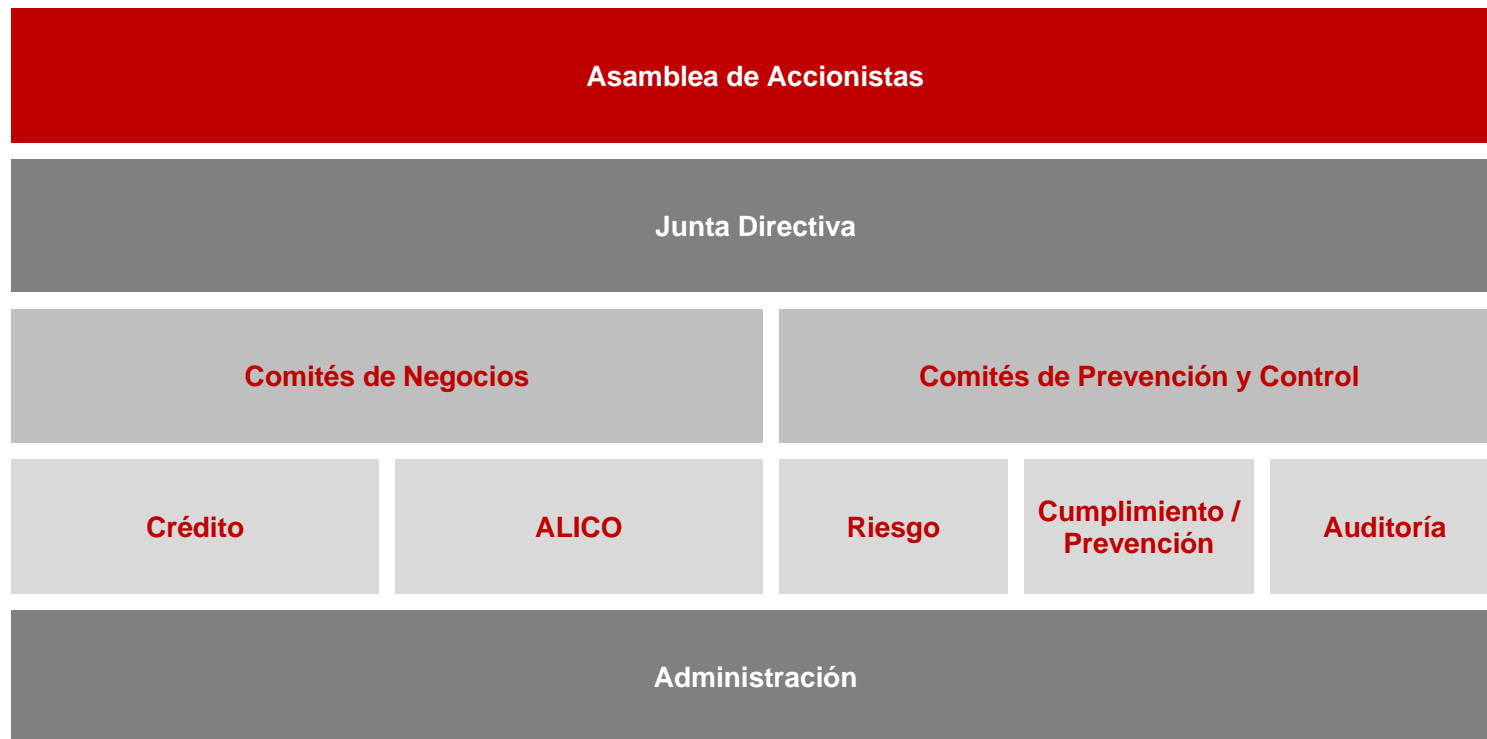 Asamblea de Accionistas
Junta Directiva
Comités de Negocios
Comités de Prevención y Control
Crédito
ALICO
Riesgo
Cumplimiento /
Prevención
Auditoría
Administración